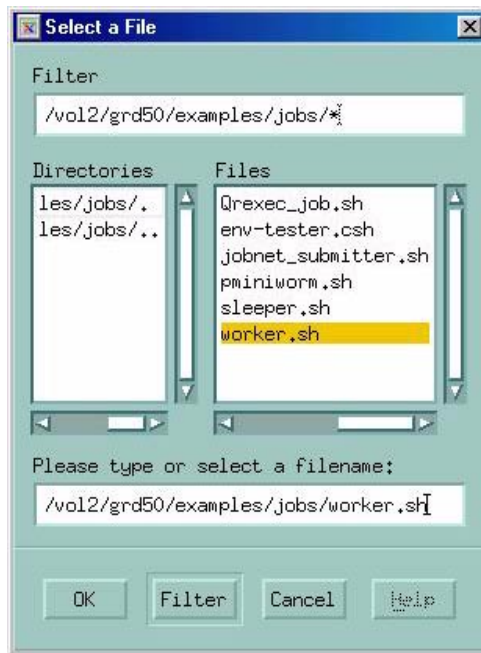 Select a File
Filter
/vol2/grd50/examples/jobs/*
Directories
les/jobs/.
les/jobs/..
Files
Qrexec_job.sh
env-tester.csh
jobnet_submitter.sh
pminiworm.sh
sleeper.sh
worker.sh
Please type or select a filename:
/vol2/grd50/examples/jobs/worker.sh
OK Filter Cancel Help